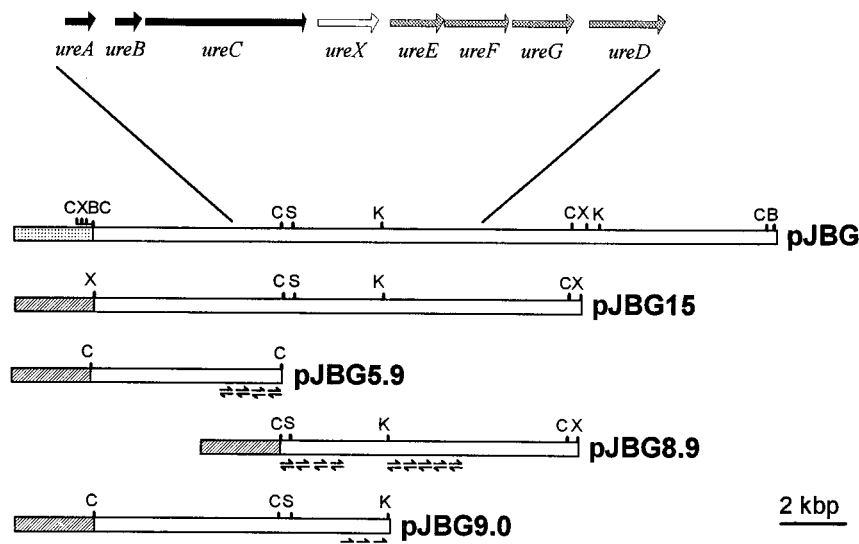 ureA ureB ureC ureX ureE ureF ureG ureD
CXBC C S K C X K C B
pJBG
X C S K CX
pJBG15
C C
pJBG5.9
C S K C X
pJBG8.9
C C S K
pJBG9.0
2 kbp